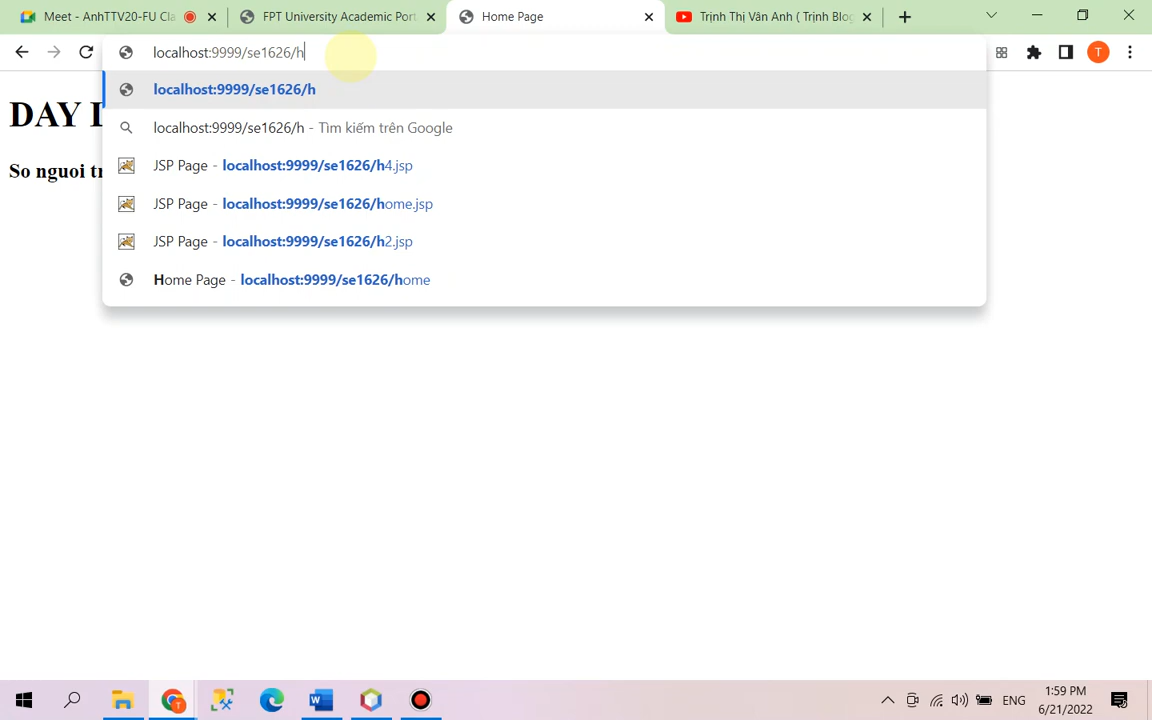 Meet - AnhTTV20-FU Cla
FPT University Academic Port
Home Page
Trịnh Thị Vân Anh ( Trịnh Blog
localhost:9999/se1626/h
T
localhost:9999/se1626/h
localhost:9999/se1626/h - Tìm kiếm trên Google
JSP Page - localhost:9999/se1626/h4.jsp
JSP Page - localhost:9999/se1626/home.jsp
JSP Page - localhost:9999/se1626/h2.jsp
Home Page - localhost:9999/se1626/home
DAY
So nguoi
ENG
1:59 PM
6/21/2022